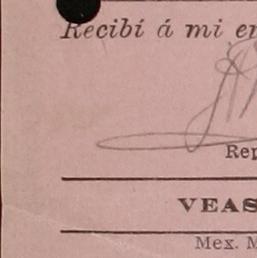 Recibí á mi en
Rep
VEAS
Mex. M